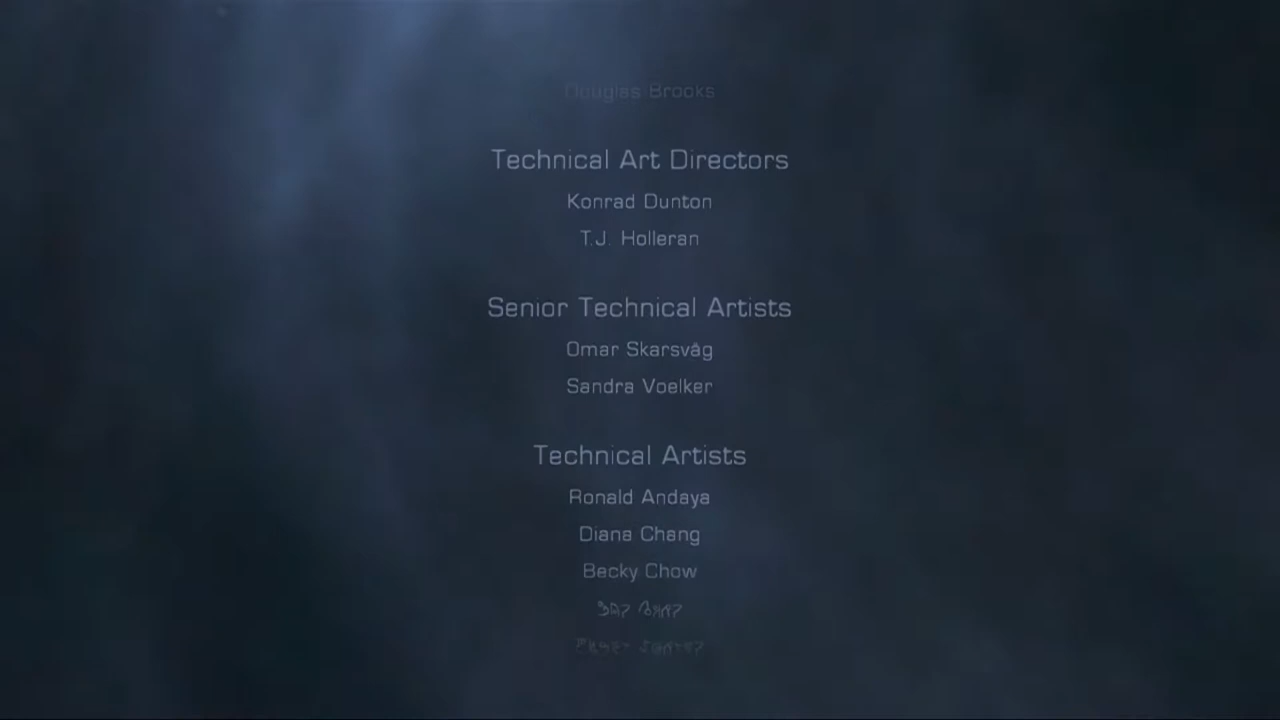 Douglas Brooks
Technical Art Directors
Konrad Dunton
T.J. Holleran
Senior Technical Artists
Omar Skarsvåg
Sandra Voelker
Technical Artists
Ronald Andaya
Diana Chang
Becky Chow